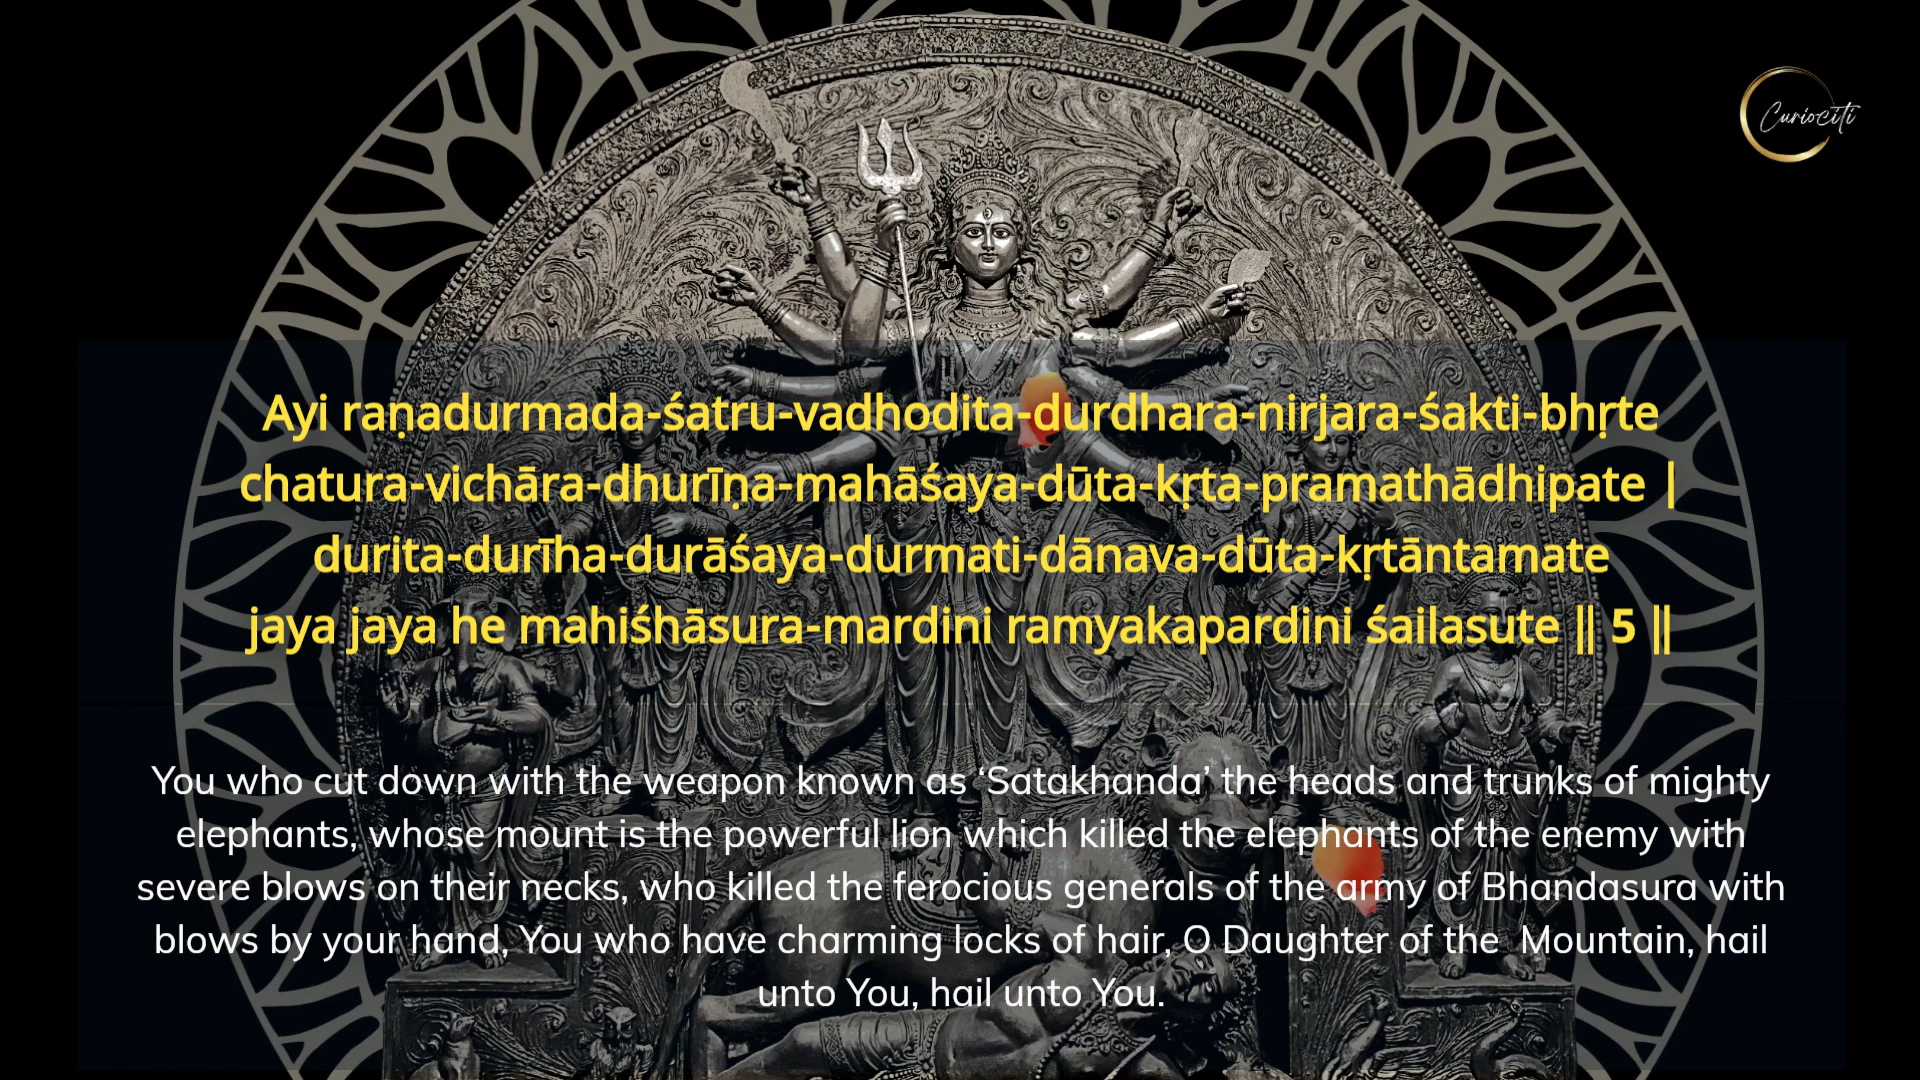 Curiociti
Ayi raṇadurmada-śatru-vadhodita-durdhara-nirjara-śakti-bhṛte
chatura-vichāra-dhurīṇa-mahāśaya-dūta-kṛta-pramathādhipate |
durita-durīha-durāśaya-durmati-dānava-dūta-kṛtāntamate
jaya jaya he mahiśhāsura-mardini ramyakapardini śailasute || 5 ||
You who cut down with the weapon known as ‘Satakhanda’ the heads and trunks of mighty
elephants, whose mount is the powerful lion which killed the elephants of the enemy with
severe blows on their necks, who killed the ferocious generals of the army of Bhandasura with
blows by your hand, You who have charming locks of hair, O Daughter of the Mountain, hail
unto You, hail unto You.